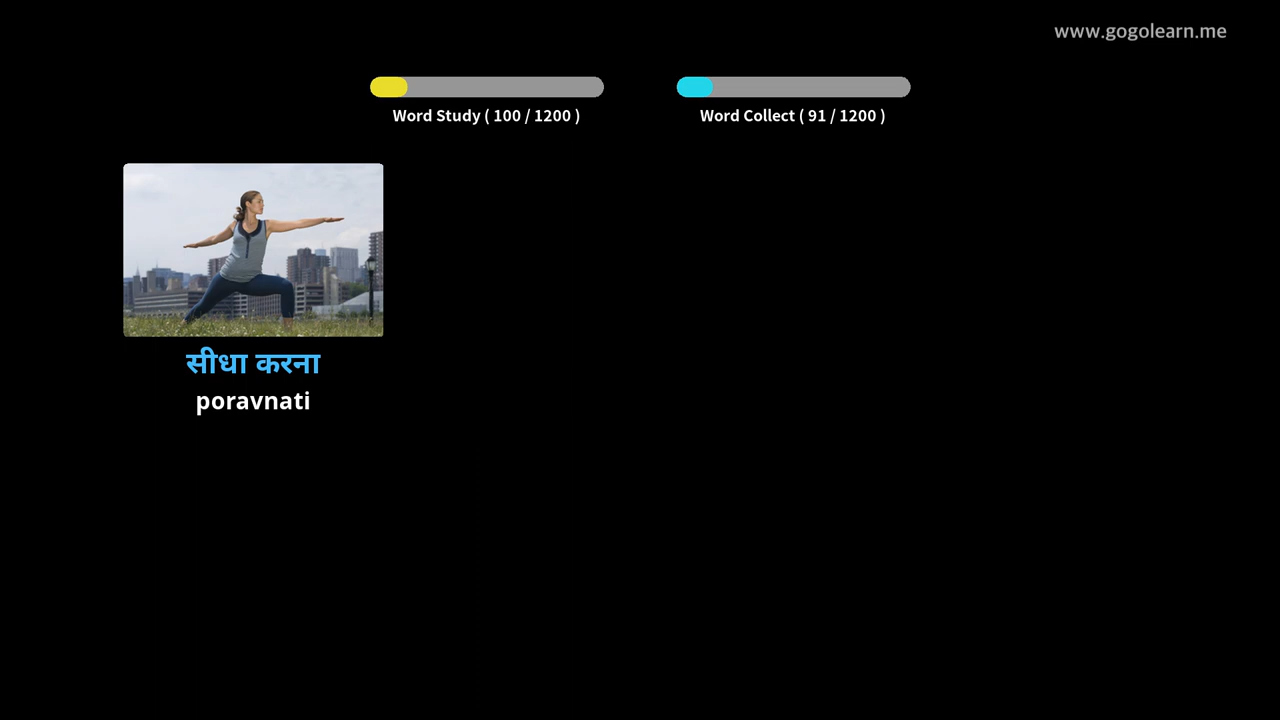 www.gogolearn.me
Word Study ( 100 / 1200 )
Word Collect ( 91 / 1200 )
सीधा करना
poravnati